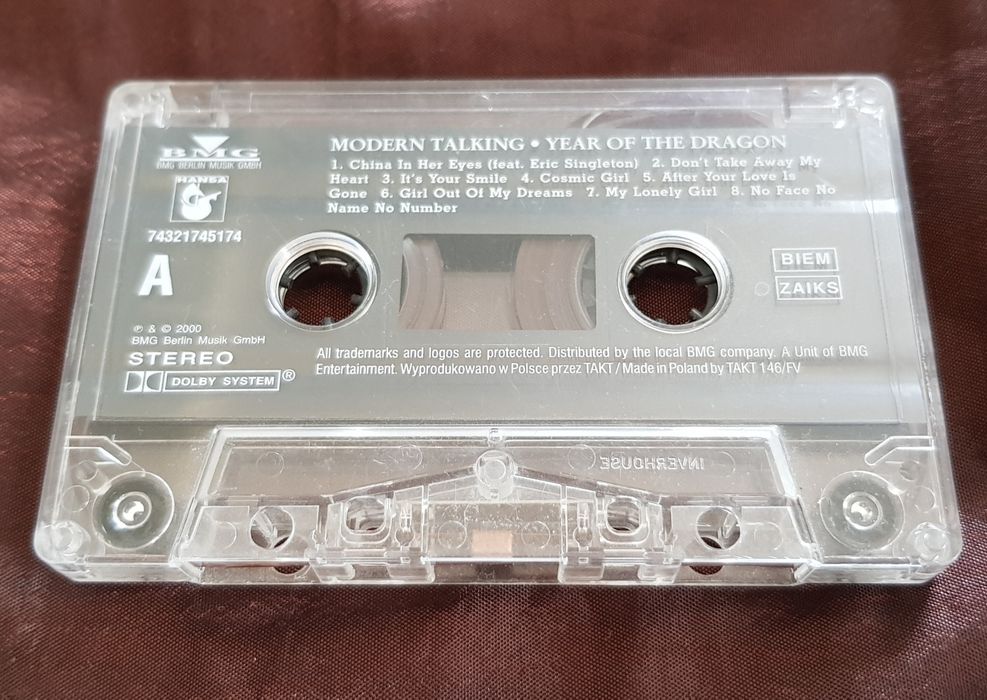 BMG
BMG BERLIN MUSIK GMBH
HANSA
74321745174
A
MODERN TALKING • YEAR OF THE DRAGON
1. China In Her Eyes (feat. Eric Singleton) 2. Don't Take Away My
Heart 3. It's Your Smile 4. Cosmic Girl 5. After Your Love Is
Gone 6. Girl Out Of My Dreams 7. My Lonely Girl 8. No Face No
Name No Number
BIEM
ZAIKS
℗ & © 2000
BMG Berlin Musik GmbH
STEREO
DOLBY SYSTEM ®
All trademarks and logos are protected. Distributed by the local BMG company. A Unit of BMG
Entertainment. Wyprodukowano w Polsce przez TAKT / Made in Poland by TAKT 146/FV
INVERHOUSE